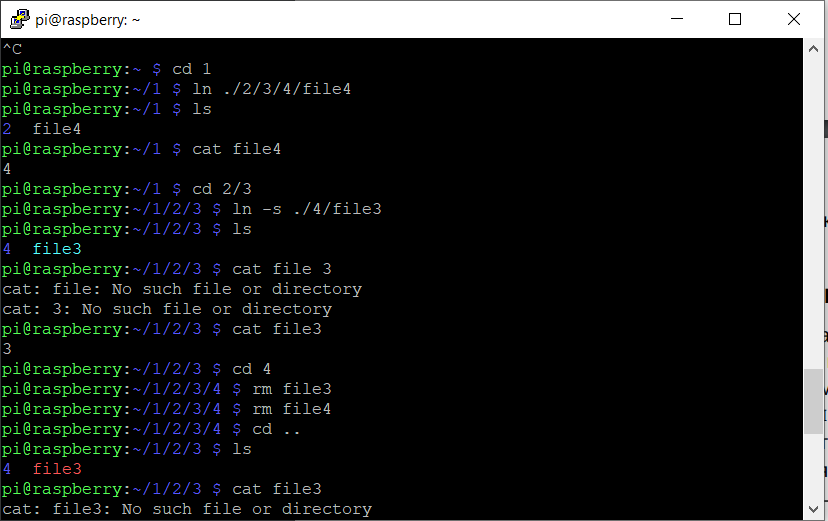 pi@raspberry: ~
^C
pi@raspberry:~ $ cd 1
pi@raspberry:~/1 $ ln ./2/3/4/file4
pi@raspberry:~/1 $ ls
2  file4
pi@raspberry:~/1 $ cat file4
4
pi@raspberry:~/1 $ cd 2/3
pi@raspberry:~/1/2/3 $ ln -s ./4/file3
pi@raspberry:~/1/2/3 $ ls
4  file3
pi@raspberry:~/1/2/3 $ cat file 3
cat: file: No such file or directory
cat: 3: No such file or directory
pi@raspberry:~/1/2/3 $ cat file3
3
pi@raspberry:~/1/2/3 $ cd 4
pi@raspberry:~/1/2/3/4 $ rm file3
pi@raspberry:~/1/2/3/4 $ rm file4
pi@raspberry:~/1/2/3/4 $ cd ..
pi@raspberry:~/1/2/3 $ ls
4  file3
pi@raspberry:~/1/2/3 $ cat file3
cat: file3: No such file or directory